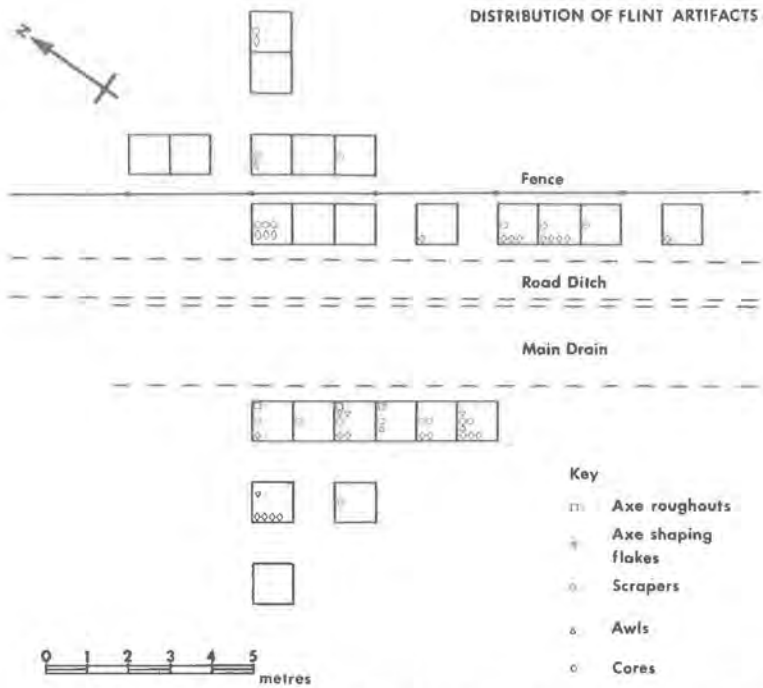 DISTRIBUTION OF FLINT ARTIFACTS
N
Fence
Road Ditch
Main Drain
Key
Axe roughouts
Axe shaping
flakes
Scrapers
Awls
Cores
0 1 2 3 4 5
metres